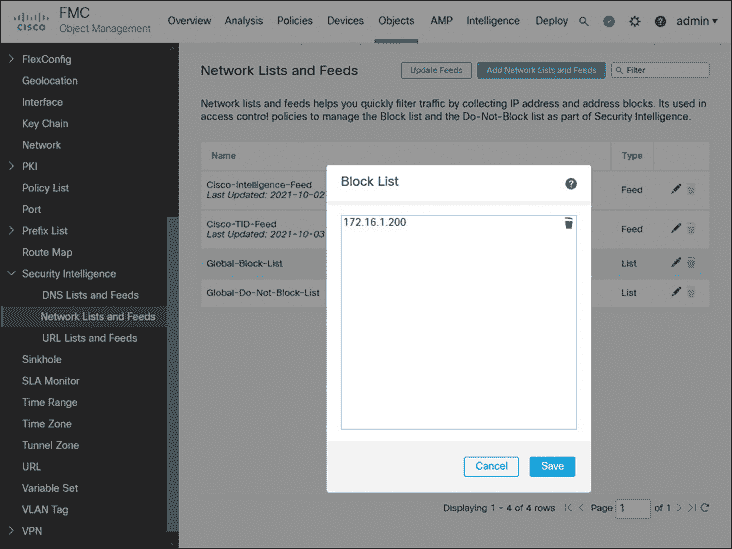 CISCO
FMC
Object Management
Overview
Analysis
Policies
Devices
Objects
AMP
Intelligence
Deploy
admin
FlexConfig
Geolocation
Interface
Key Chain
Network
PKI
Policy List
Port
Prefix List
Route Map
Security Intelligence
DNS Lists and Feeds
Network Lists and Feeds
URL Lists and Feeds
Sinkhole
SLA Monitor
Time Range
Time Zone
Tunnel Zone
URL
Variable Set
VLAN Tag
VPN
Network Lists and Feeds
Update Feeds
Add Network Lists and Feeds
Filter
Network lists and feeds helps you quickly filter traffic by collecting IP address and address blocks. Its used in
access control policies to manage the Block list and the Do-Not-Block list as part of Security Intelligence.
Name
Type
Cisco-Intelligence-Feed
Last Updated: 2021-10-02
Feed
Cisco-TID-Feed
Last Updated: 2021-10-03
Feed
Global-Block-List
List
Global-Do-Not-Block-List
List
Block List
?
172.16.1.200
Cancel
Save
Displaying 1 - 4 of 4 rows
Page 1 of 1